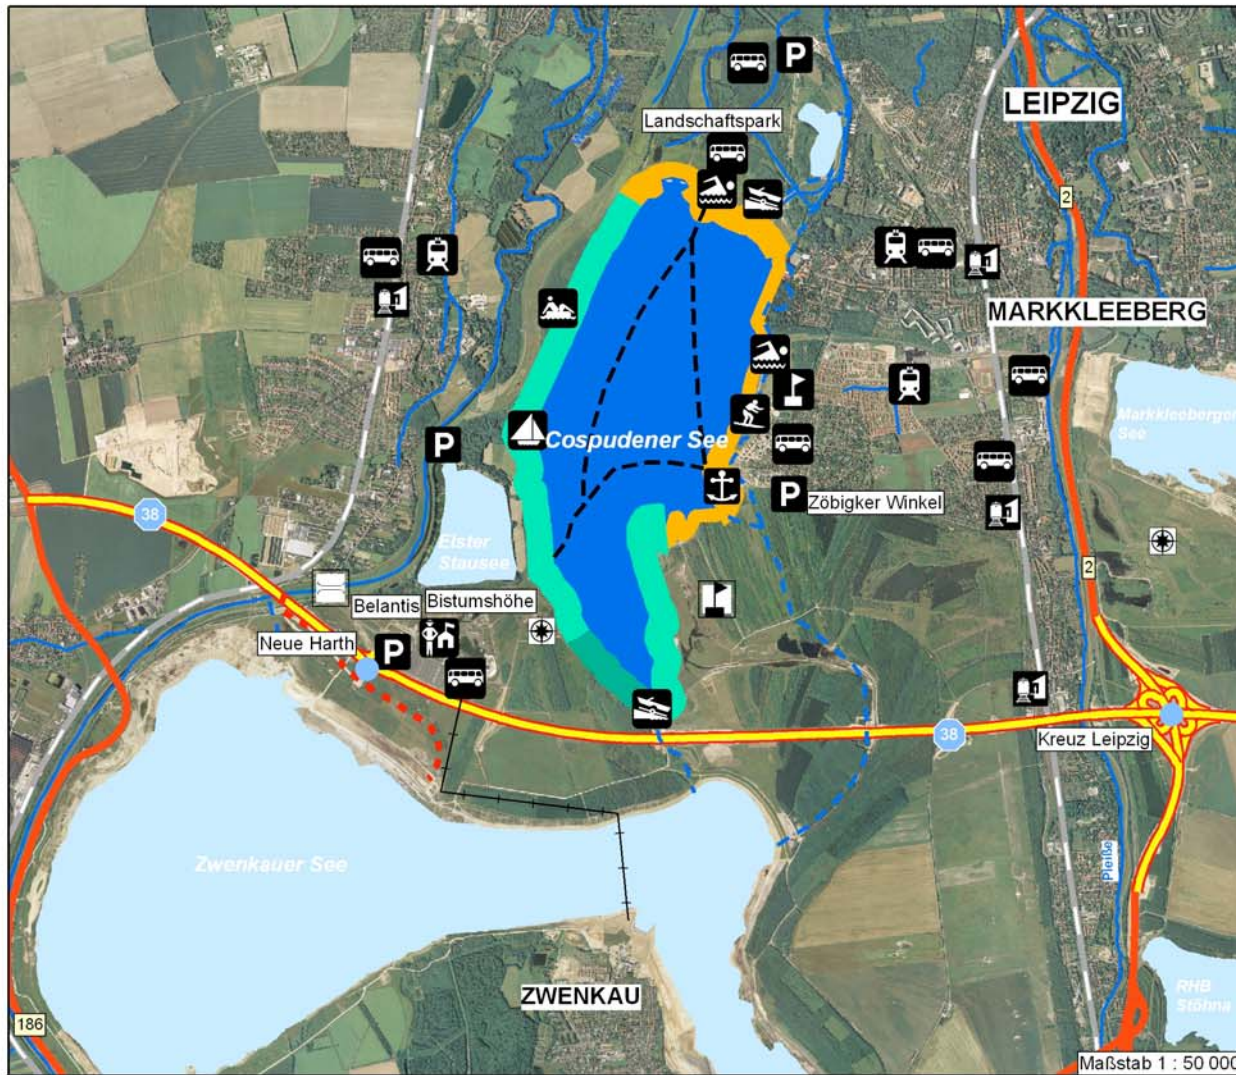 P
Landschaftspark
LEIPZIG
2
MARKKLEEBERG
Markkleeberger
See
P
Cospudener See
P
Zöbigker Winkel
38
Elster
Stausee
2
Belantis
Bistumshöhe
Neue Harth
P
38
Kreuz Leipzig
Zwenkauer See
Pleiße
ZWENKAU
RHB
Stöhna
186
Maßstab 1 : 50 000